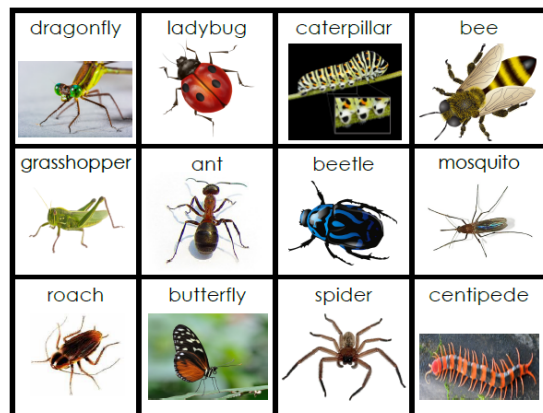 dragonfly
ladybug
caterpillar
bee
grasshopper
ant
beetle
mosquito
roach
butterfly
spider
centipede